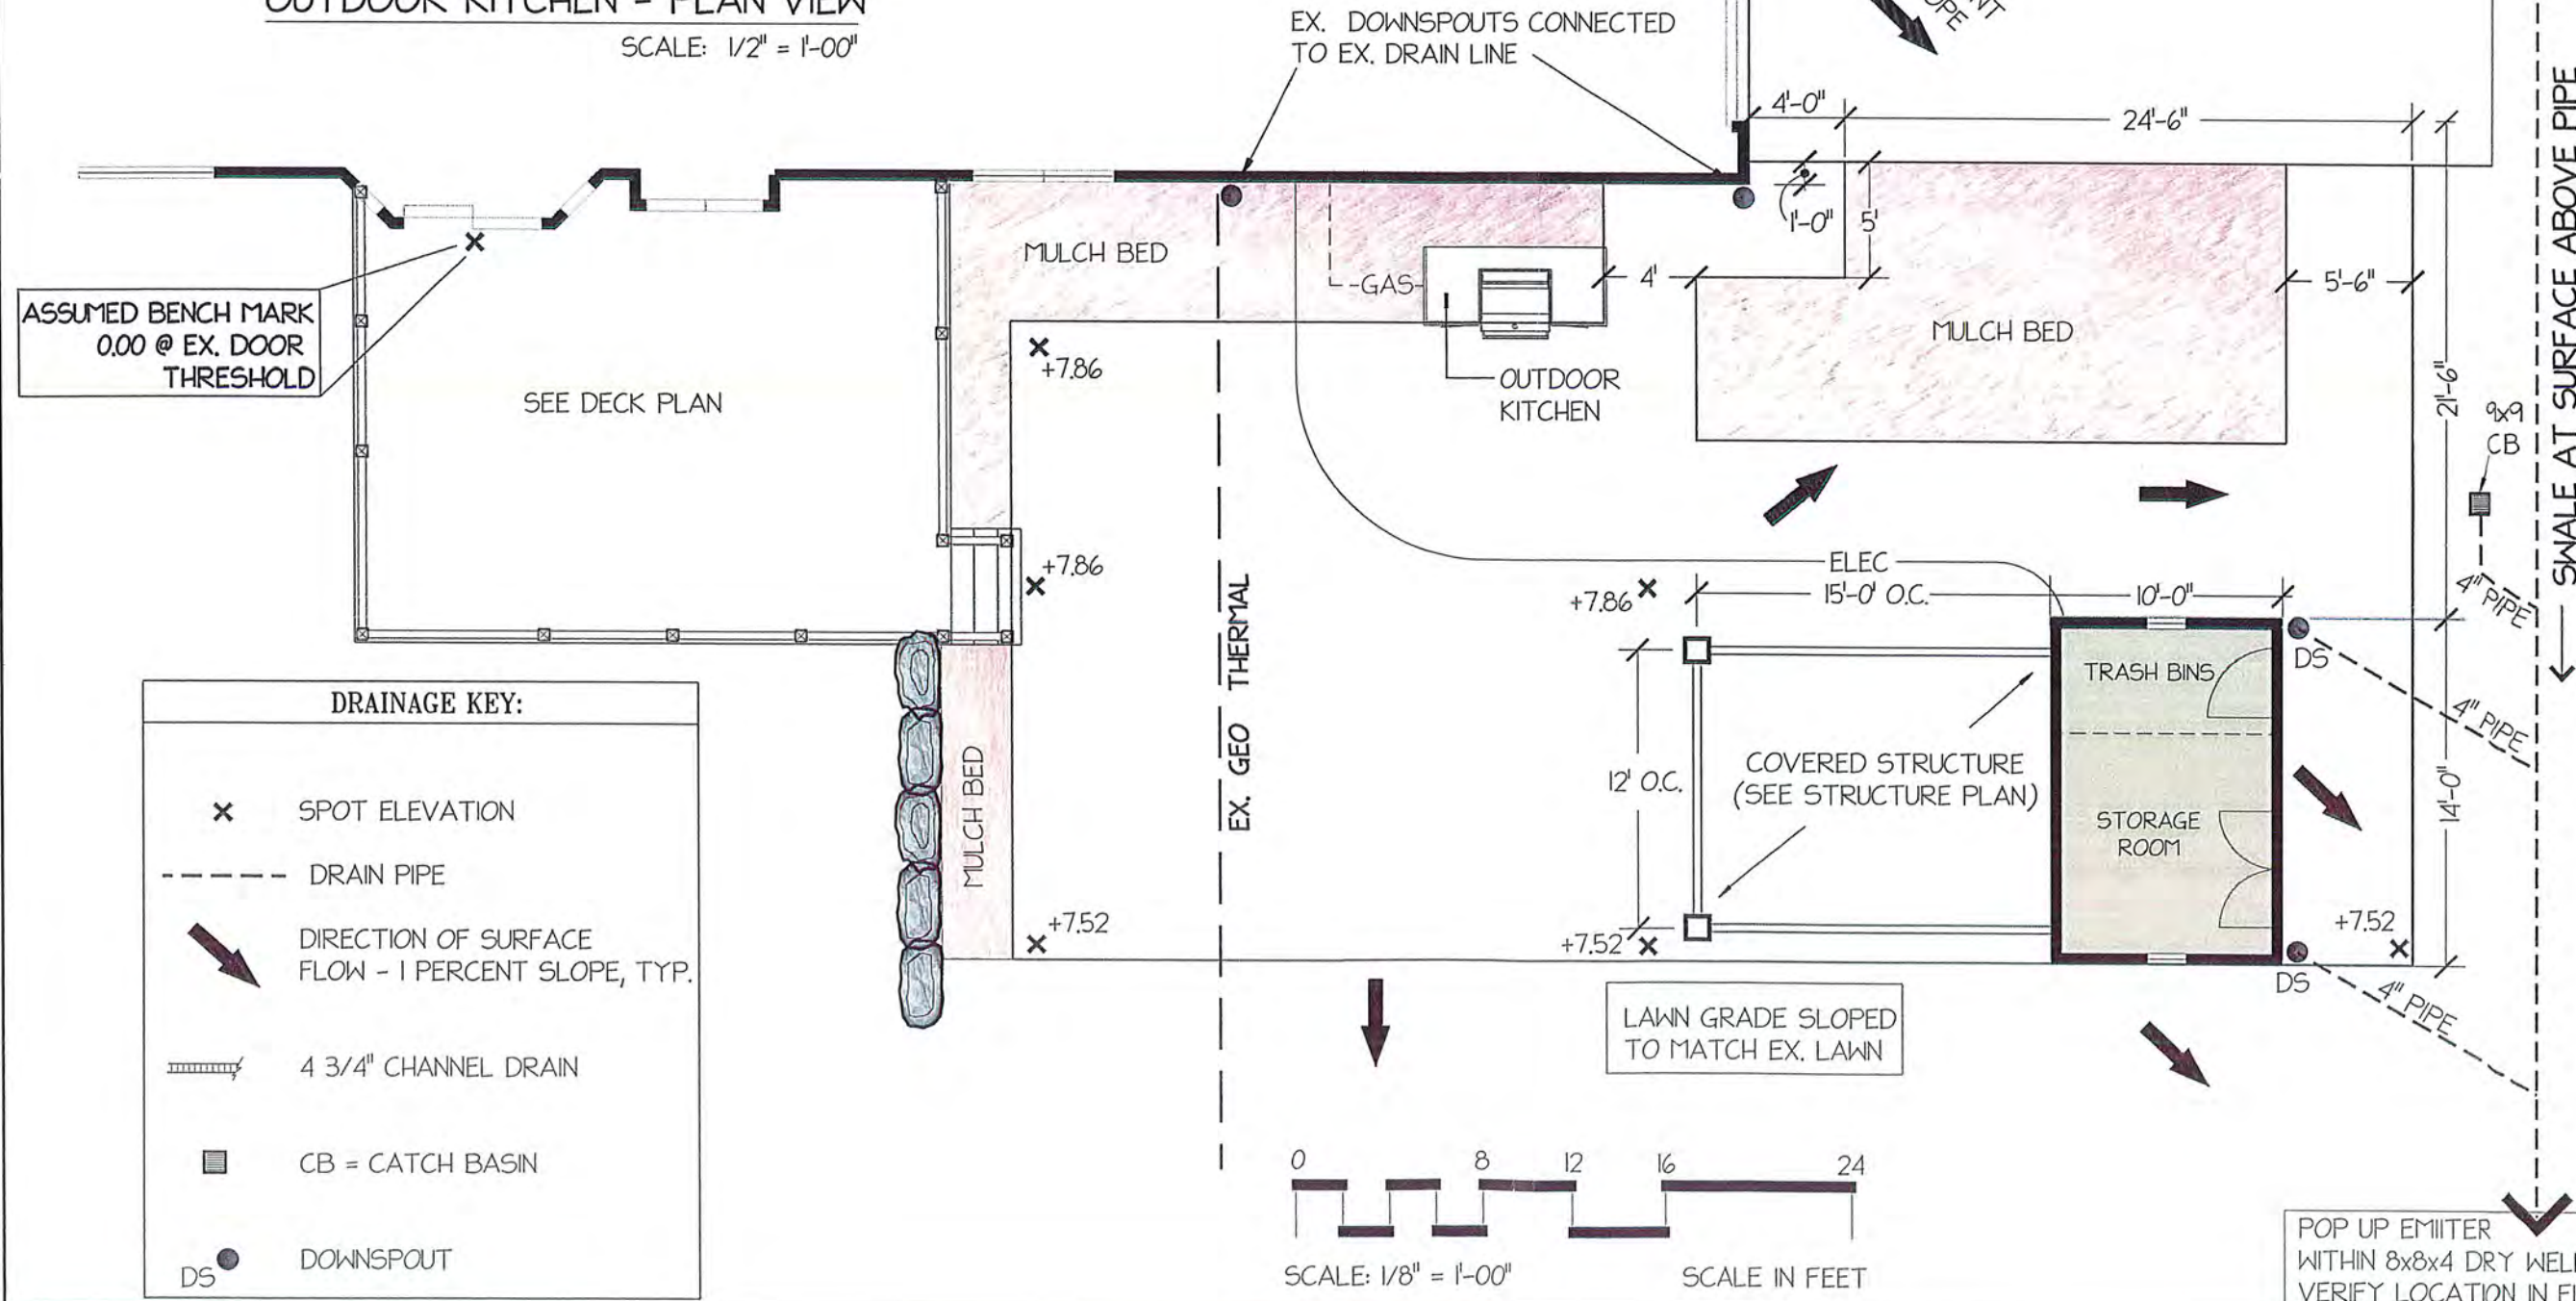 OUTDOOR KITCHEN - PLAN VIEW
SCALE: 1/2" = 1'-00"
EX. DOWNSPOUTS CONNECTED
TO EX. DRAIN LINE
4'-0"
24'-6"
1'-0"
5'
4'
5'-6"
21'-6"
14'-0"
SWALE AT SURFACE ABOVE PIPE
ASSUMED BENCH MARK
0.00 @ EX. DOOR
THRESHOLD
SEE DECK PLAN
MULCH BED
GAS
OUTDOOR
KITCHEN
MULCH BED
9x9
CB
+7.86
+7.86
+7.86
EX. GEO THERMAL
ELEC
15'-0' O.C.
10'-0"
4" PIPE
DS
4" PIPE
TRASH BINS
12' O.C.
COVERED STRUCTURE
(SEE STRUCTURE PLAN)
STORAGE
ROOM
MULCH BED
+7.52
+7.52
+7.52
DS
4" PIPE
LAWN GRADE SLOPED
TO MATCH EX. LAWN
DRAINAGE KEY:
SPOT ELEVATION
DRAIN PIPE
DIRECTION OF SURFACE
FLOW - 1 PERCENT SLOPE, TYP.
4 3/4" CHANNEL DRAIN
CB = CATCH BASIN
DS
DOWNSPOUT
0 8 12 16 24
SCALE: 1/8" = 1'-00"
SCALE IN FEET
POP UP EMIITER
WITHIN 8x8x4 DRY WELL
VERIFY LOCATION IN